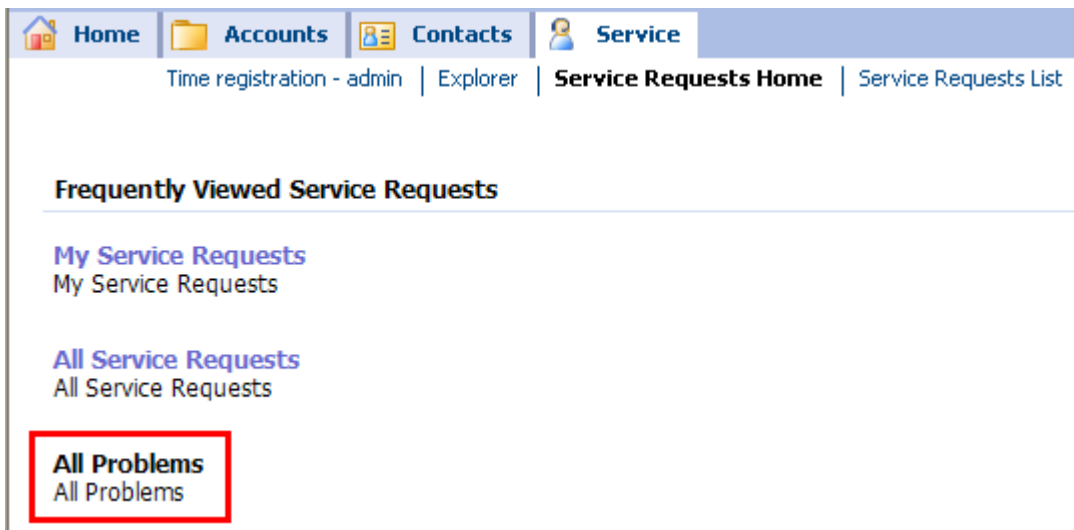 Home Accounts Contacts Service
Time registration - admin | Explorer | Service Requests Home | Service Requests List
Frequently Viewed Service Requests
My Service Requests
My Service Requests
All Service Requests
All Service Requests
All Problems
All Problems